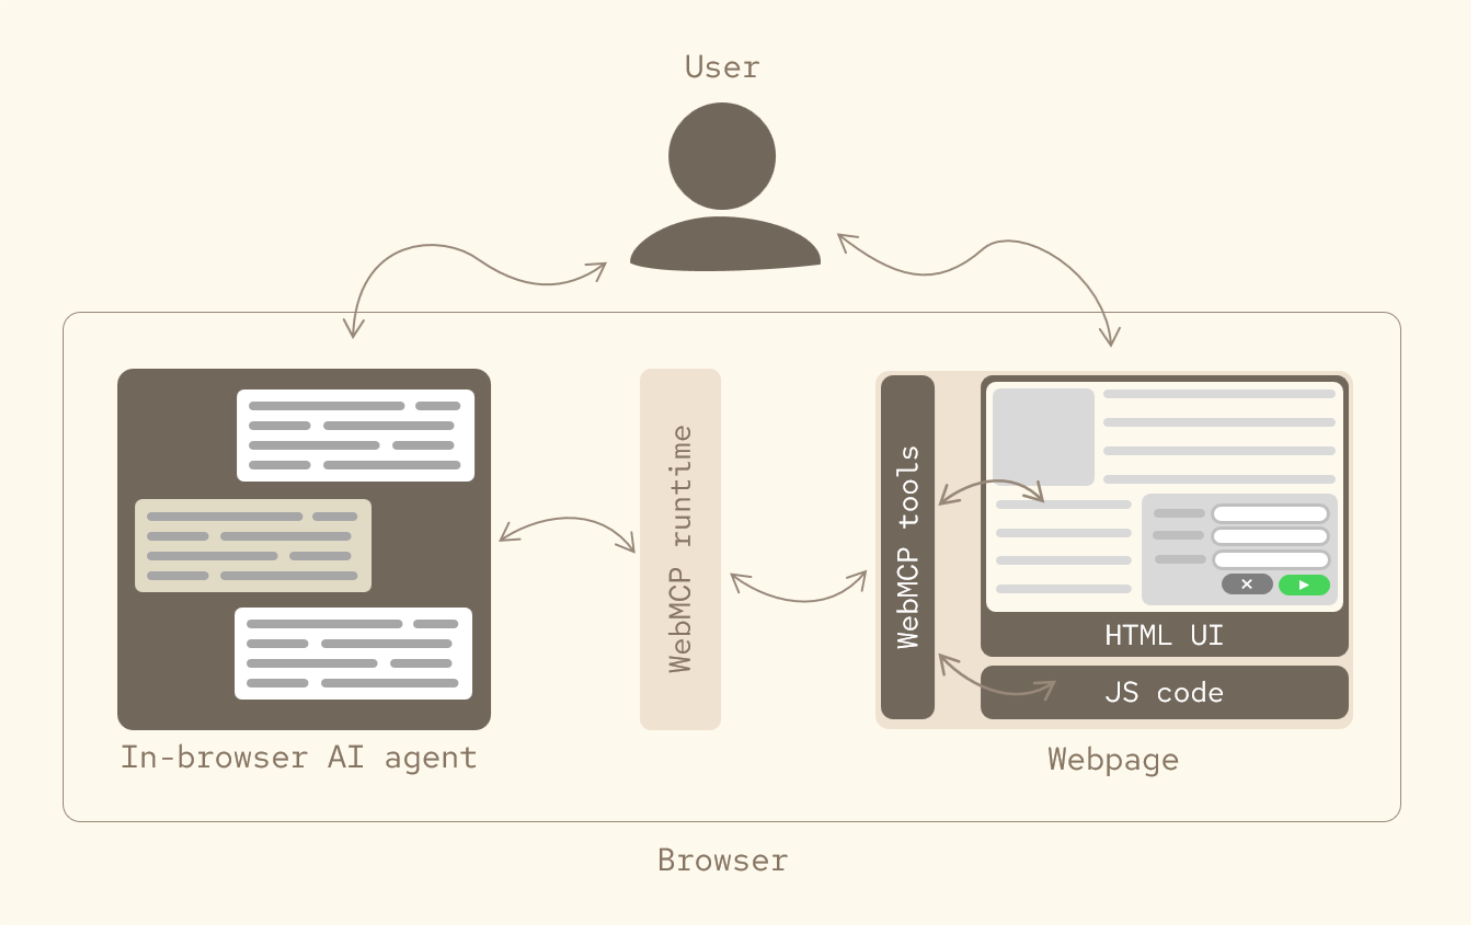 User
WebMCP runtime
WebMCP tools
HTML UI
JS code
In-browser AI agent
Webpage
Browser